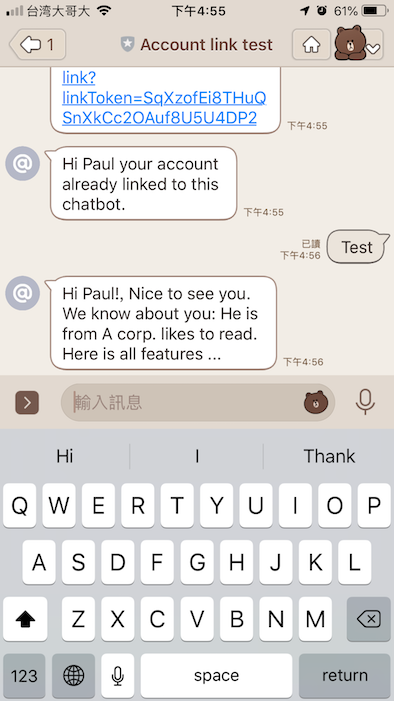 台湾大哥大 下午4:55 61%
1 Account link test
link?
linkToken=SqXzofEi8THuQ
SnXkCc2OAuf8U5U4DP2
下午4:55
@
Hi Paul your account
already linked to this
chatbot.
下午4:55
已讀
下午4:56
Test
@
Hi Paul!, Nice to see you.
We know about you: He is
from A corp. likes to read.
Here is all features ...
下午4:56
輸入訊息
Hi I Thank
Q W E R T Y U I O P
A S D F G H J K L
Z X C V B N M
123 space return